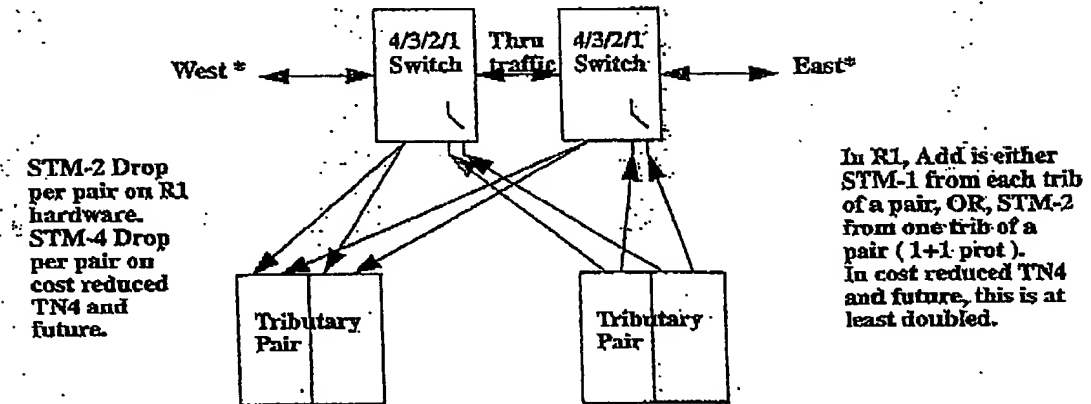 4/3/2/1
Switch
Thru
traffic
4/3/2/1
Switch
West *
East*
STM-2 Drop
per pair on R1
hardware.
STM-4 Drop
per pair on
cost reduced
TN4 and
future.
In R1, Add is either
STM-1 from each trib
of a pair, OR, STM-2
from one trib of a
pair ( 1+1 prot ).
In cost reduced TN4
and future, this is at
least doubled.
Tributary
Pair
Tributary
Pair